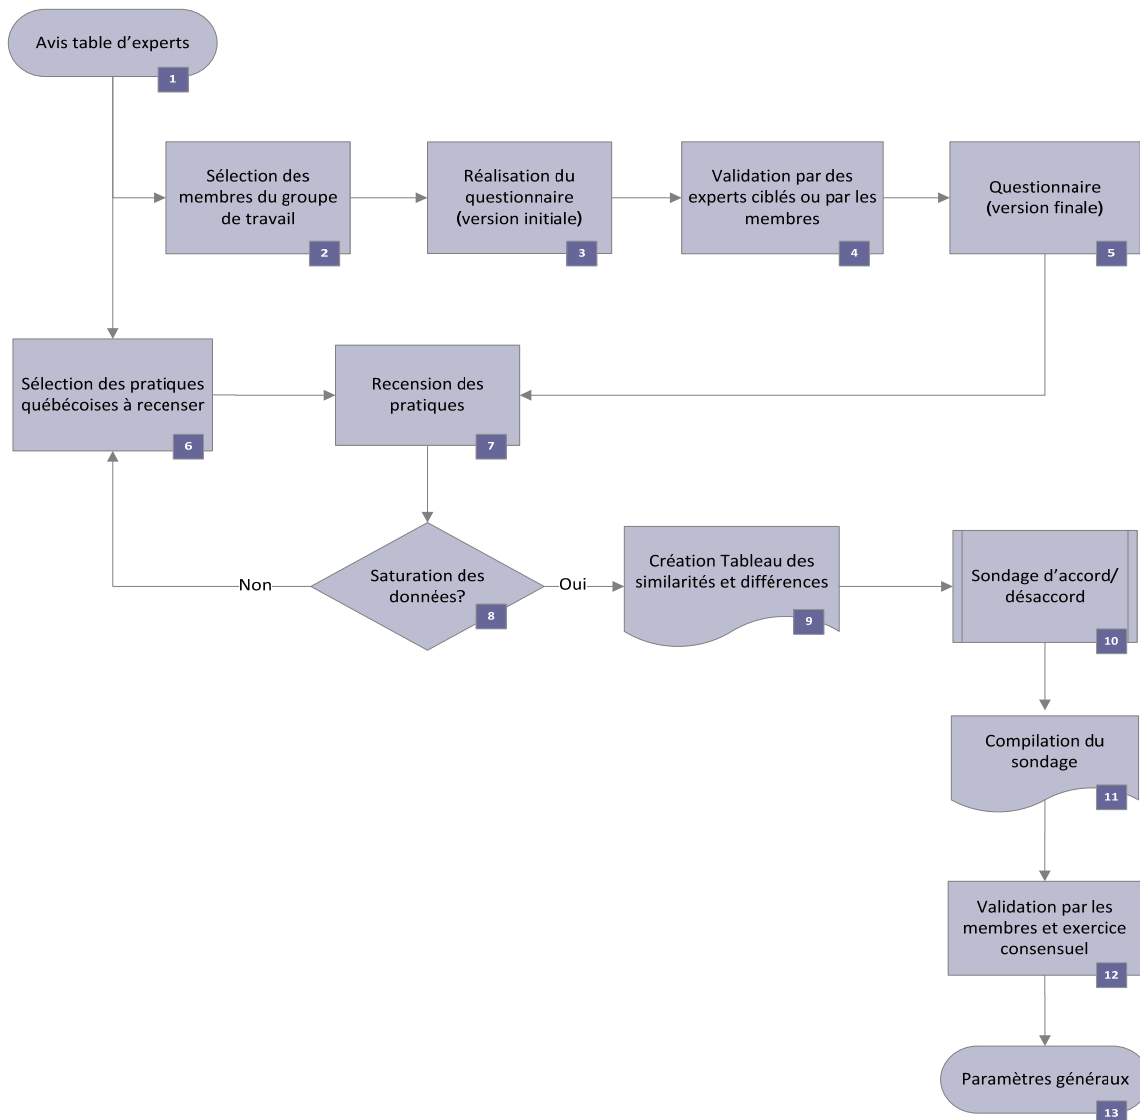 Avis table d’experts
1
Sélection des
membres du groupe
de travail
2
Réalisation du
questionnaire
(version initiale)
3
Validation par des
experts ciblés ou par les
membres
4
Questionnaire
(version finale)
5
Sélection des pratiques
québécoises à recenser
6
Recension des
pratiques
7
Saturation des
données?
8
Non
Oui
Création Tableau des
similarités et différences
9
Sondage d’accord/
désaccord
10
Compilation du
sondage
11
Validation par les
membres et exercice
consensuel
12
Paramètres généraux
13